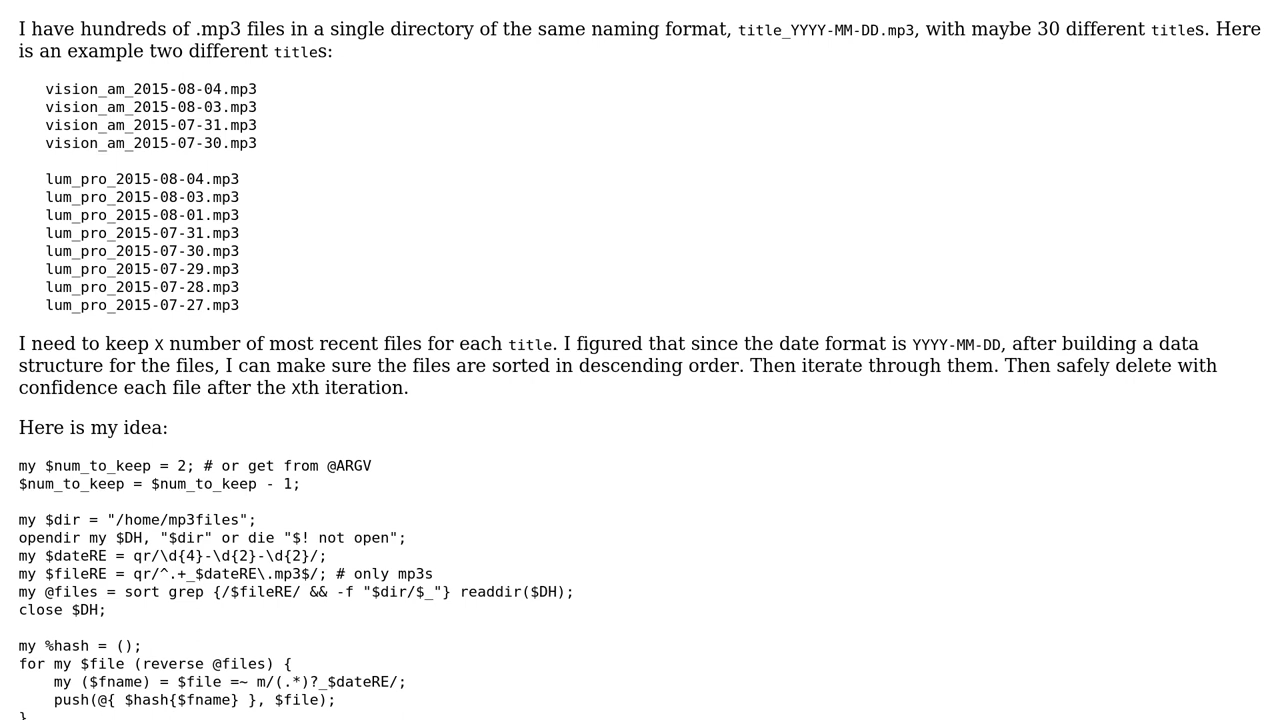 I have hundreds of .mp3 files in a single directory of the same naming format, title_YYYY-MM-DD.mp3, with maybe 30 different titles. Here
is an example two different titles:
vision_am_2015-08-04.mp3
vision_am_2015-08-03.mp3
vision_am_2015-07-31.mp3
vision_am_2015-07-30.mp3
lum_pro_2015-08-04.mp3
lum_pro_2015-08-03.mp3
lum_pro_2015-08-01.mp3
lum_pro_2015-07-31.mp3
lum_pro_2015-07-30.mp3
lum_pro_2015-07-29.mp3
lum_pro_2015-07-28.mp3
lum_pro_2015-07-27.mp3
I need to keep X number of most recent files for each title. I figured that since the date format is YYYY-MM-DD, after building a data
structure for the files, I can make sure the files are sorted in descending order. Then iterate through them. Then safely delete with
confidence each file after the Xth iteration.
Here is my idea:
my $num_to_keep = 2; # or get from @ARGV
$num_to_keep = $num_to_keep - 1;
my $dir = "/home/mp3files";
opendir my $DH, "$dir" or die "$! not open";
my $dateRE = qr/\d{4}-\d{2}-\d{2}/;
my $fileRE = qr/^.+_$dateRE\.mp3$/; # only mp3s
my @files = sort grep {/$fileRE/ && -f "$dir/$_"} readdir($DH);
close $DH;
my %hash = ();
for my $file (reverse @files) {
    my ($fname) = $file =~ m/(.*)?_$dateRE/;
    push(@{ $hash{$fname} }, $file);
}